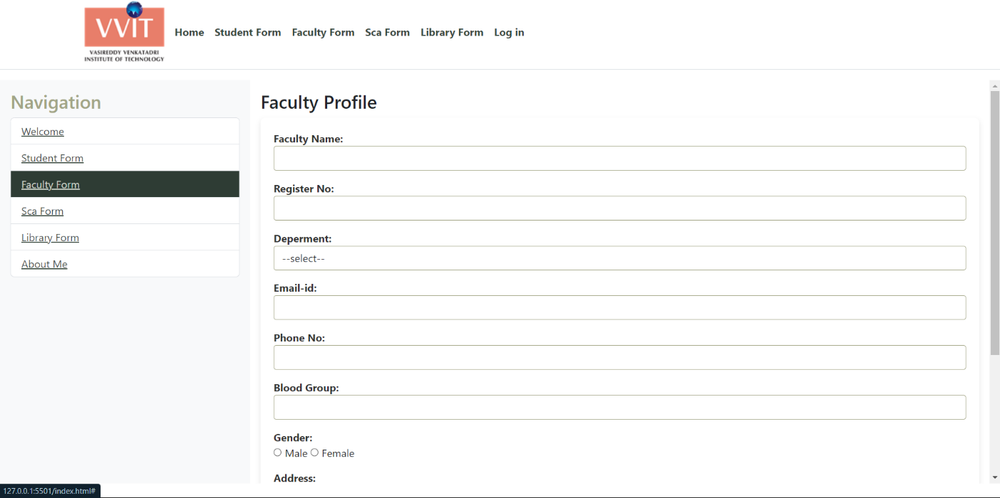 VVIT
VASIREDDY VENKATADRI
INSTITUTE OF TECHNOLOGY
Home Student Form Faculty Form Sca Form Library Form Log in
Navigation
Welcome
Student Form
Faculty Form
Sca Form
Library Form
About Me
Faculty Profile
Faculty Name:
Register No:
Deperment:
--select--
Email-id:
Phone No:
Blood Group:
Gender:
Male Female
Address:
127.0.0.1:5501/index.html#